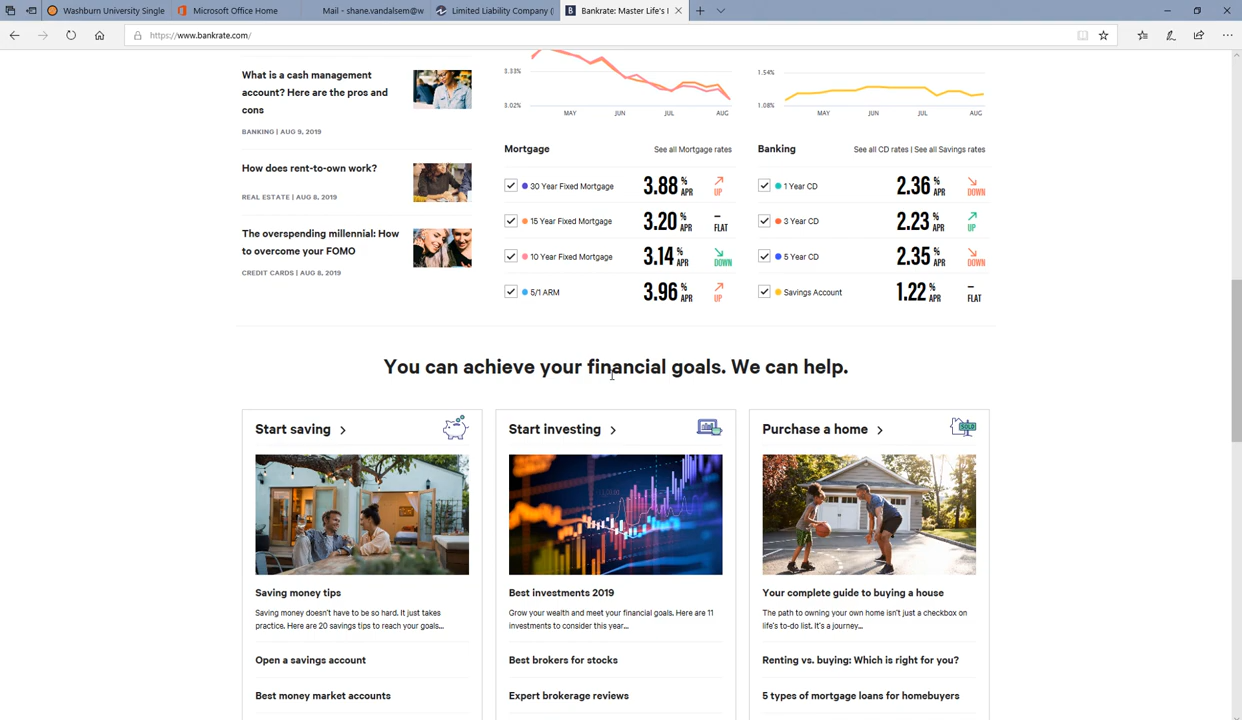 Washburn University Single
Microsoft Office Home
Mail - shane.vandalsem@w
Limited Liability Company (
Bankrate: Master Life's
https://www.bankrate.com/
What is a cash management
account? Here are the pros and
cons
BANKING | AUG 9, 2019
How does rent-to-own work?
REAL ESTATE | AUG 8, 2019
The overspending millennial: How
to overcome your FOMO
CREDIT CARDS | AUG 8, 2019
3.33%
3.02%
MAY JUN JUL AUG
1.54%
1.08%
MAY JUN JUL AUG
Mortgage See all Mortgage rates
30 Year Fixed Mortgage 3.88 % APR UP
15 Year Fixed Mortgage 3.20 % APR FLAT
10 Year Fixed Mortgage 3.14 % APR DOWN
5/1 ARM 3.96 % APR UP
Banking See all CD rates | See all Savings rates
1 Year CD 2.36 % APR DOWN
3 Year CD 2.23 % APR UP
5 Year CD 2.35 % APR DOWN
Savings Account 1.22 % APR FLAT
You can achieve your financial goals. We can help.
Start saving
Saving money tips
Saving money doesn't have to be so hard. It just takes
practice. Here are 20 savings tips to reach your goals...
Open a savings account
Best money market accounts
Start investing
Best investments 2019
Grow your wealth and meet your financial goals. Here are 11
investments to consider this year...
Best brokers for stocks
Expert brokerage reviews
Purchase a home
SOLD
Your complete guide to buying a house
The path to owning your own home isn't just a checkbox on
life's to-do list. It's a journey...
Renting vs. buying: Which is right for you?
5 types of mortgage loans for homebuyers